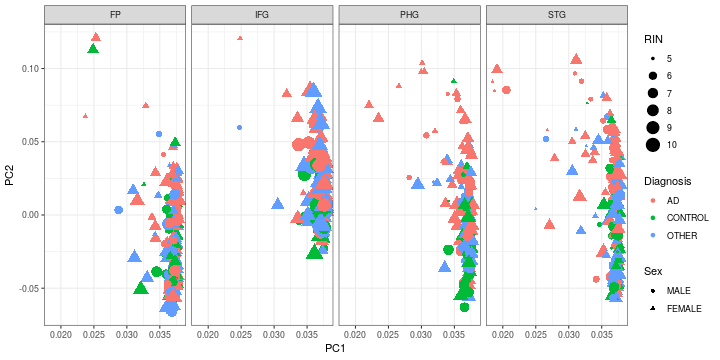 FP IFG PHG STG
0.10
0.05
0.00
-0.05
PC2
0.020 0.025 0.030 0.035 0.020 0.025 0.030 0.035 0.020 0.025 0.030 0.035 0.020 0.025 0.030 0.035
PC1
RIN
5
6
7
8
9
10
Diagnosis
AD
CONTROL
OTHER
Sex
MALE
FEMALE